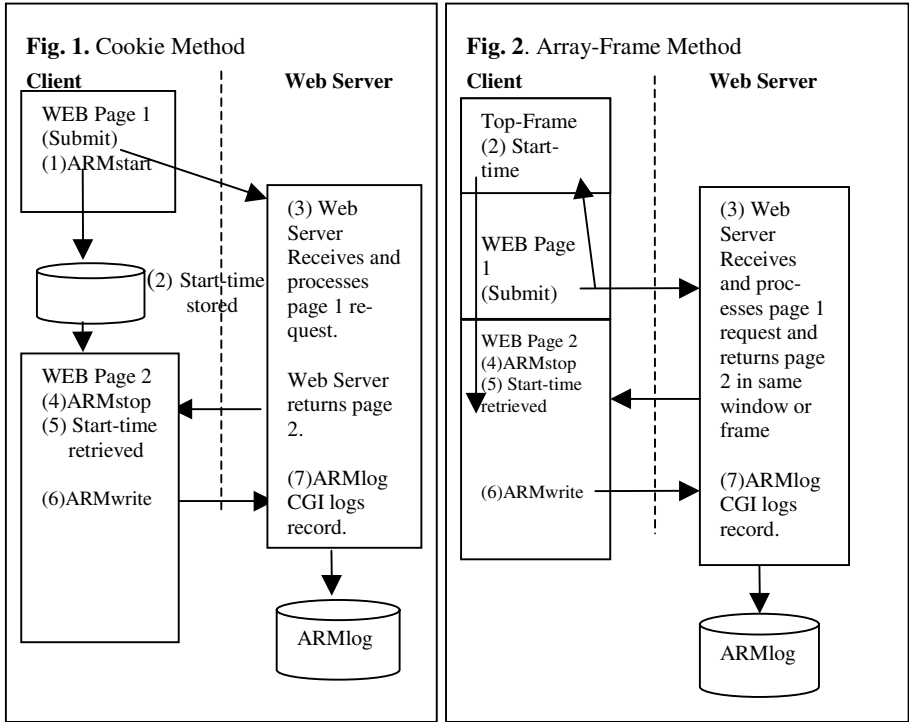 Fig. 1. Cookie Method
Client
Web Server
WEB Page 1
(Submit)
(1)ARMstart
(2) Start-time
stored
(3) Web
Server
Receives and
processes
page 1 re-
quest.
Web Server
returns page
2.
WEB Page 2
(4)ARMstop
(5) Start-time
retrieved
(6)ARMwrite
(7)ARMlog
CGI logs
record.
ARMlog
Fig. 2. Array-Frame Method
Client
Web Server
Top-Frame
(2) Start-
time
WEB Page
1
(Submit)
(3) Web
Server
Receives
and proc-
esses page 1
request and
returns page
2 in same
window or
frame
WEB Page 2
(4)ARMstop
(5) Start-time
retrieved
(6)ARMwrite
(7)ARMlog
CGI logs
record.
ARMlog